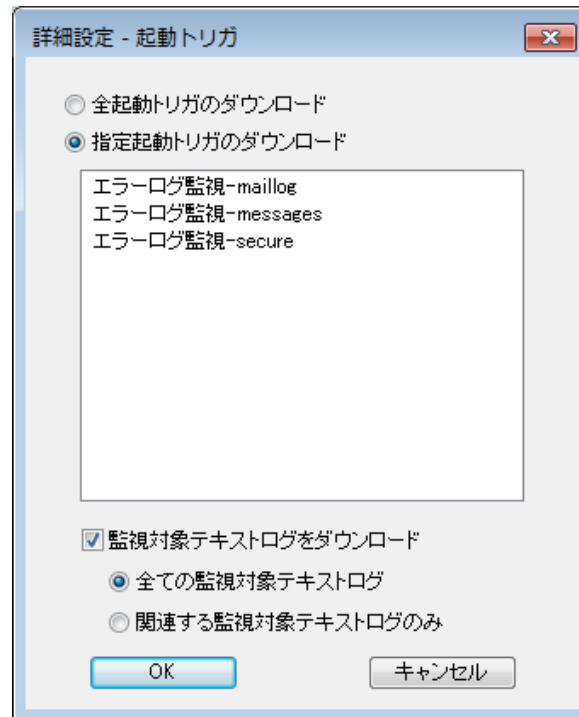 詳細設定 - 起動トリガ
全起動トリガのダウンロード
指定起動トリガのダウンロード
エラーログ監視-maillog
エラーログ監視-messages
エラーログ監視-secure
監視対象テキストログをダウンロード
全ての監視対象テキストログ
関連する監視対象テキストログのみ
OK キャンセル